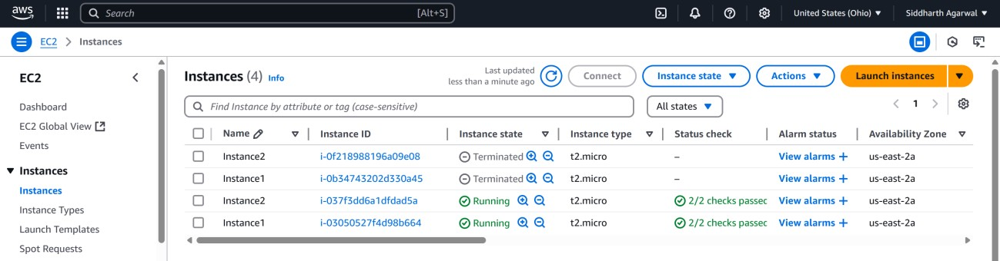 aws Search [Alt+S] United States (Ohio) Siddharth Agarwal
EC2 Instances
EC2
Dashboard
EC2 Global View
Events
Instances
Instances
Instance Types
Launch Templates
Spot Requests
Instances (4) Info
Last updated
less than a minute ago
Connect Instance state Actions Launch instances
Find Instance by attribute or tag (case-sensitive) All states 1
Name Instance ID Instance state Instance type Status check Alarm status Availability Zone
Instance2 i-0f218988196a09e08 Terminated t2.micro – View alarms + us-east-2a
Instance1 i-0b34743202d330a45 Terminated t2.micro – View alarms + us-east-2a
Instance2 i-037f3dd6a1dfdad5a Running t2.micro 2/2 checks passec View alarms + us-east-2a
Instance1 i-03050527f4d98b664 Running t2.micro 2/2 checks passec View alarms + us-east-2a